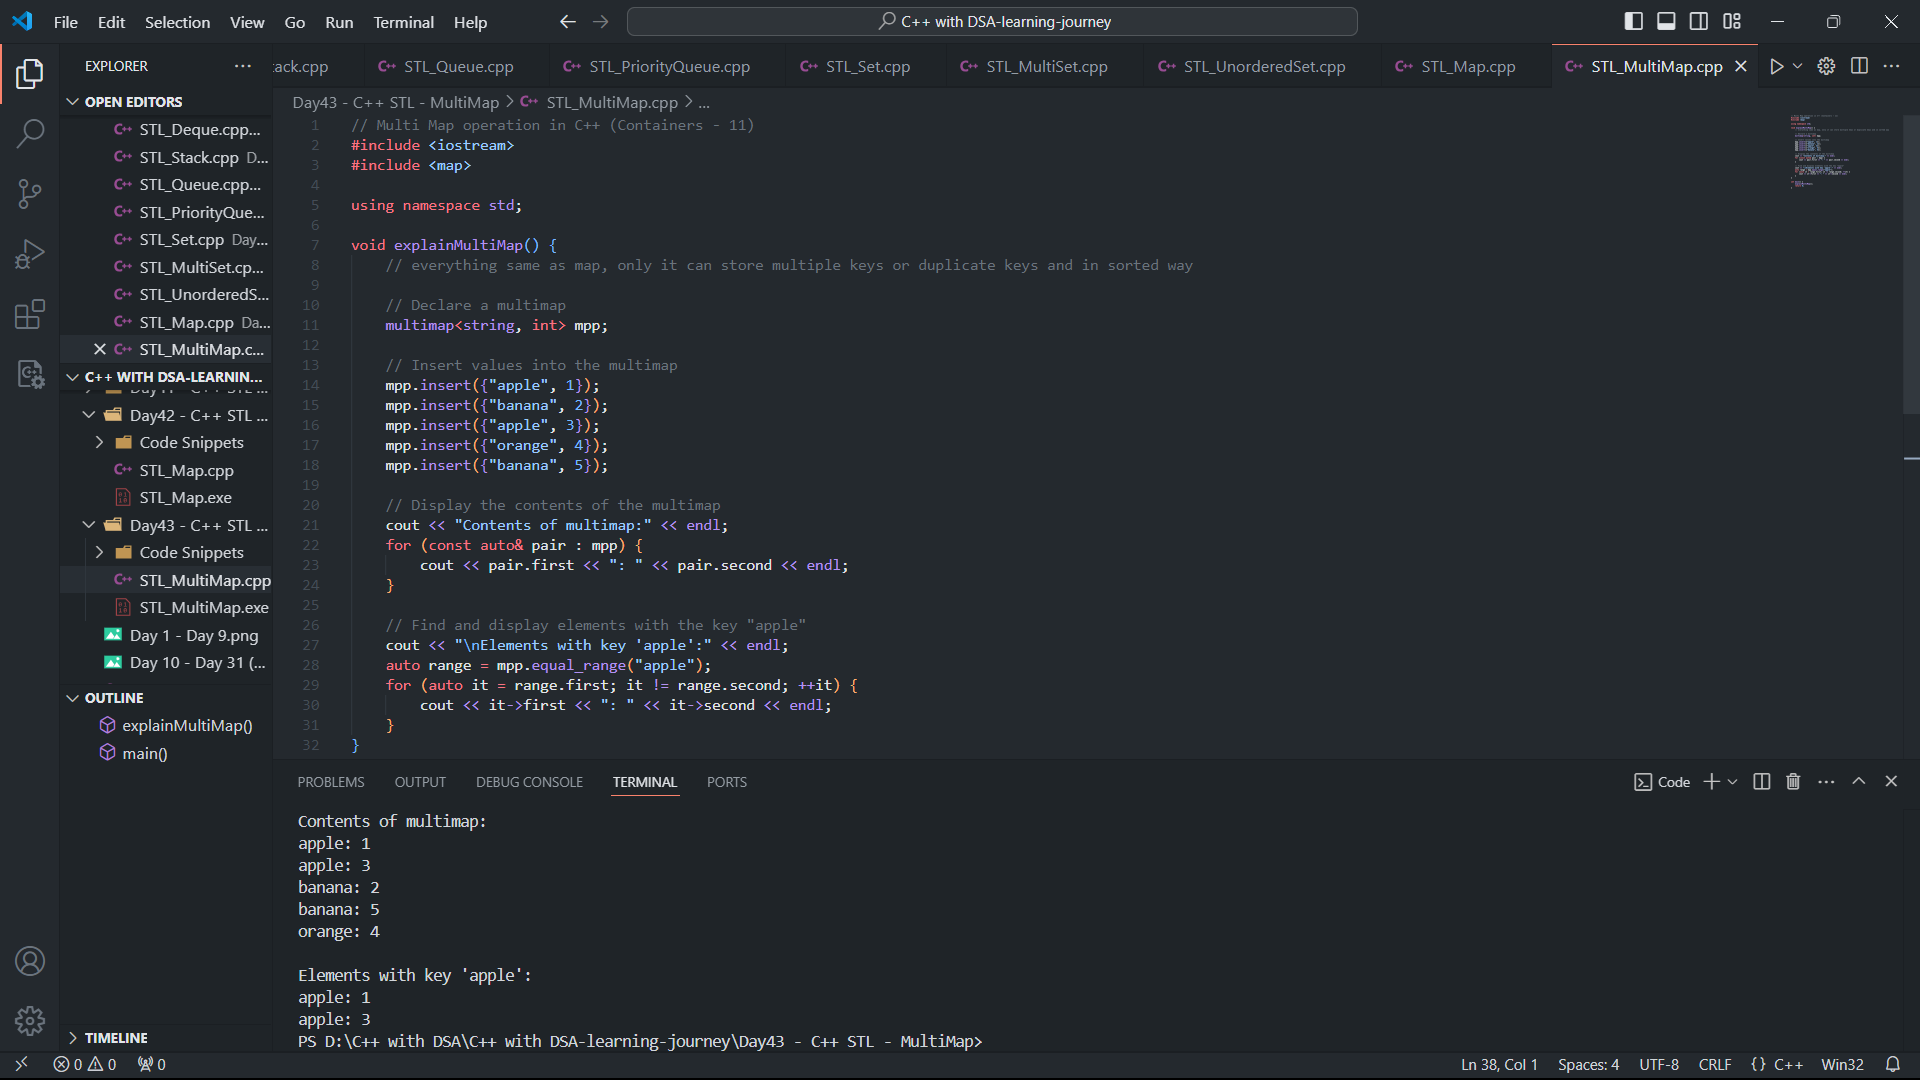 File Edit Selection View Go Run Terminal Help
C++ with DSA-learning-journey
EXPLORER
OPEN EDITORS
STL_Deque.cpp...
STL_Stack.cpp D...
STL_Queue.cpp...
STL_PriorityQue...
STL_Set.cpp Day...
STL_MultiSet.cp...
STL_UnorderedS...
STL_Map.cpp Da...
STL_MultiMap.c...
C++ WITH DSA-LEARNIN...
Day42 - C++ STL ...
Code Snippets
STL_Map.cpp
STL_Map.exe
Day43 - C++ STL ...
Code Snippets
STL_MultiMap.cpp
STL_MultiMap.exe
Day 1 - Day 9.png
Day 10 - Day 31 (...
OUTLINE
explainMultiMap()
main()
TIMELINE
tack.cpp STL_Queue.cpp STL_PriorityQueue.cpp STL_Set.cpp STL_MultiSet.cpp STL_UnorderedSet.cpp STL_Map.cpp STL_MultiMap.cpp
Day43 - C++ STL - MultiMap > STL_MultiMap.cpp > ...
1 // Multi Map operation in C++ (Containers - 11)
2 #include <iostream>
3 #include <map>
4
5 using namespace std;
6
7 void explainMultiMap() {
8 // everything same as map, only it can store multiple keys or duplicate keys and in sorted way
9
10 // Declare a multimap
11 multimap<string, int> mpp;
12
13 // Insert values into the multimap
14 mpp.insert({"apple", 1});
15 mpp.insert({"banana", 2});
16 mpp.insert({"apple", 3});
17 mpp.insert({"orange", 4});
18 mpp.insert({"banana", 5});
19
20 // Display the contents of the multimap
21 cout << "Contents of multimap:" << endl;
22 for (const auto& pair : mpp) {
23 cout << pair.first << ": " << pair.second << endl;
24 }
25
26 // Find and display elements with the key "apple"
27 cout << "\nElements with key 'apple':" << endl;
28 auto range = mpp.equal_range("apple");
29 for (auto it = range.first; it != range.second; ++it) {
30 cout << it->first << ": " << it->second << endl;
31 }
32 }
PROBLEMS OUTPUT DEBUG CONSOLE TERMINAL PORTS
Code
Contents of multimap:
apple: 1
apple: 3
banana: 2
banana: 5
orange: 4
Elements with key 'apple':
apple: 1
apple: 3
PS D:\C++ with DSA\C++ with DSA-learning-journey\Day43 - C++ STL - MultiMap>
0 0 0
Ln 38, Col 1 Spaces: 4 UTF-8 CRLF {} C++ Win32